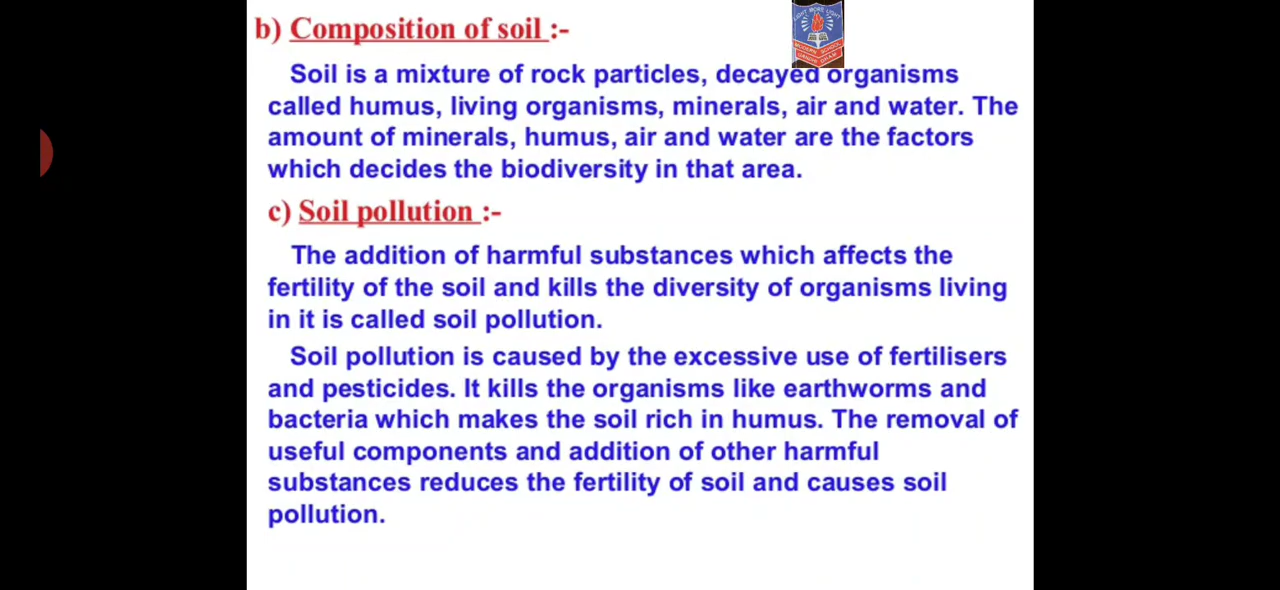 b) Composition of soil :-
LIGHT MORE LIGHT
MODERN SCHOOL
Soil is a mixture of rock particles, decayed organisms
called humus, living organisms, minerals, air and water. The
amount of minerals, humus, air and water are the factors
which decides the biodiversity in that area.
c) Soil pollution :-
The addition of harmful substances which affects the
fertility of the soil and kills the diversity of organisms living
in it is called soil pollution.
Soil pollution is caused by the excessive use of fertilisers
and pesticides. It kills the organisms like earthworms and
bacteria which makes the soil rich in humus. The removal of
useful components and addition of other harmful
substances reduces the fertility of soil and causes soil
pollution.